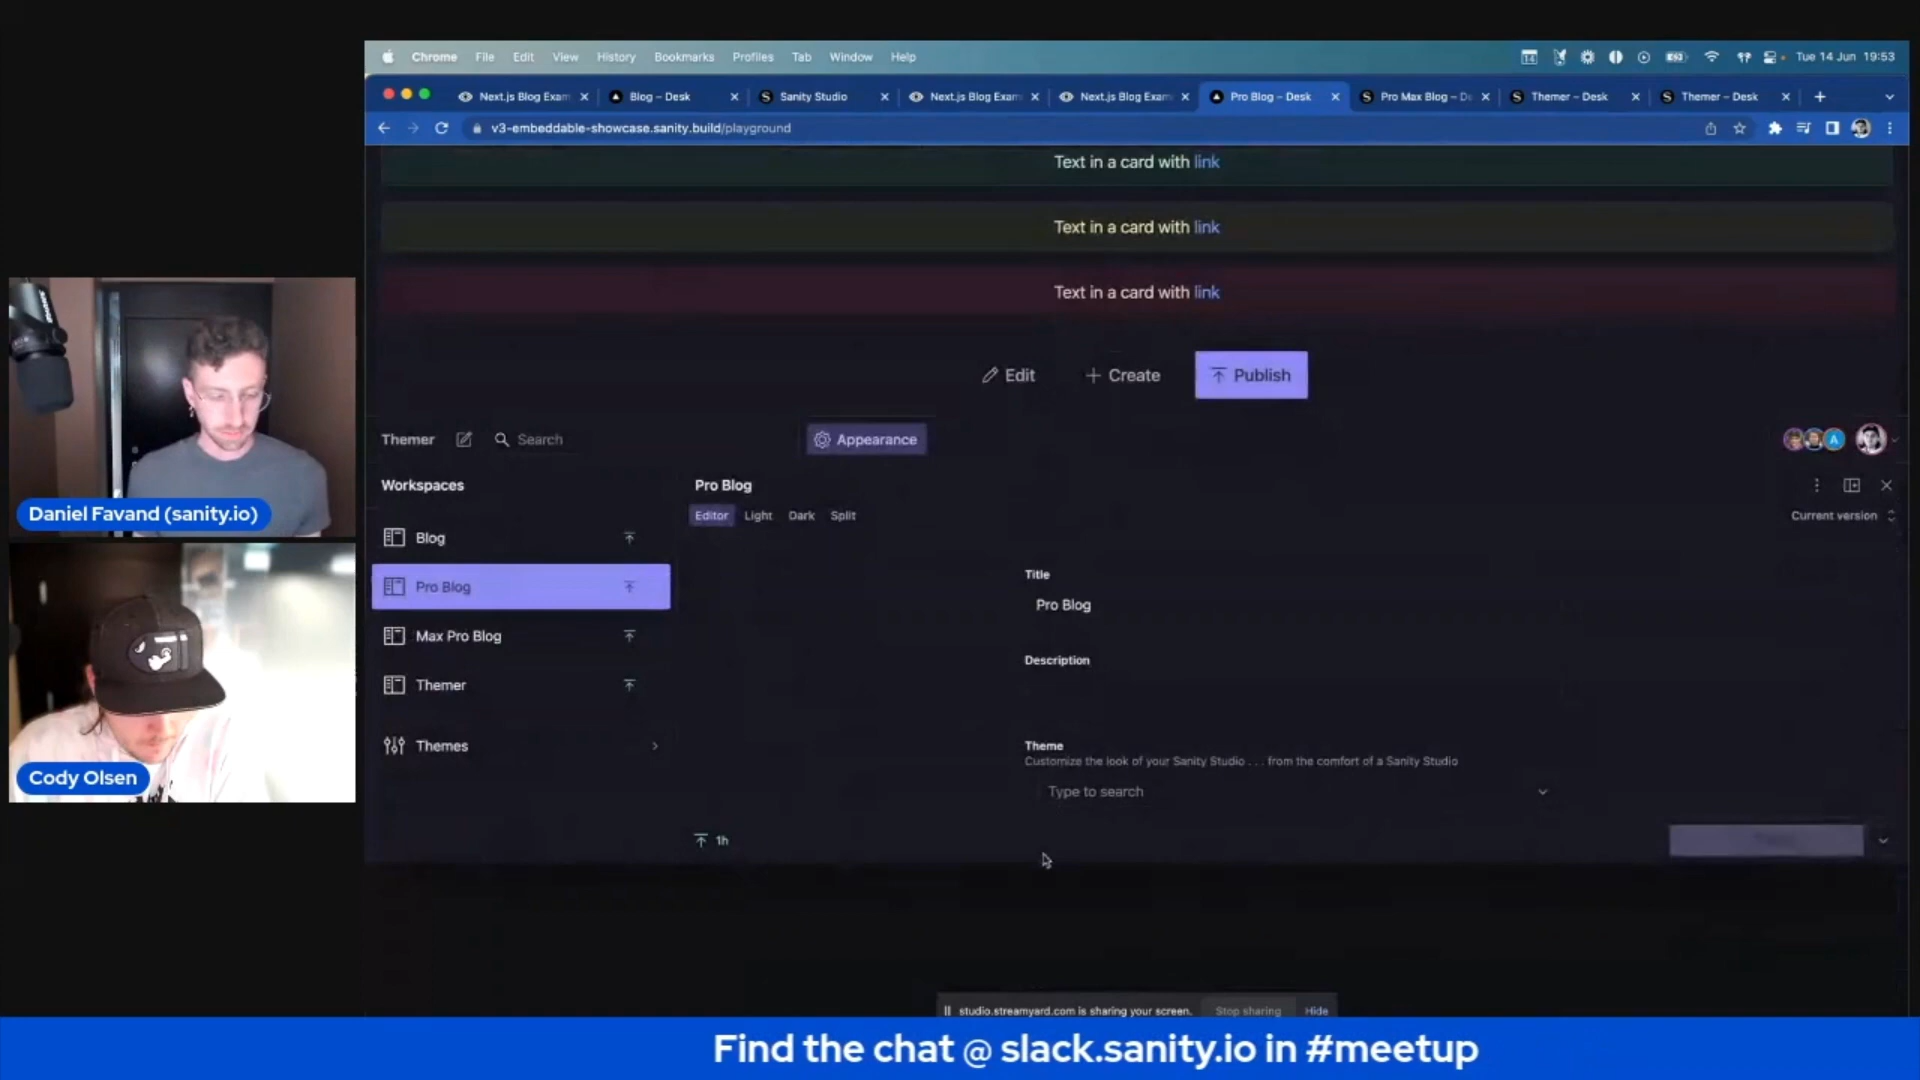 Chrome File Edit View History Bookmarks Profiles Tab Window Help
14
Tue 14 Jun 19:53
Next.js Blog Exam
Blog – Desk
Sanity Studio
Next.js Blog Exam
Next.js Blog Exam
Pro Blog – Desk
Pro Max Blog – De
Themer – Desk
Themer – Desk
v3-embeddable-showcase.sanity.build/playground
Text in a card with link
Text in a card with link
Text in a card with link
Edit
Create
Publish
Themer
Search
Appearance
A
Workspaces
Pro Blog
Editor Light Dark Split
Current version
Blog
Pro Blog
Max Pro Blog
Themer
Themes
Title
Pro Blog
Description
Theme
Customize the look of your Sanity Studio . . . from the comfort of a Sanity Studio
Type to search
1h
Daniel Favand (sanity.io)
Cody Olsen
studio.streamyard.com is sharing your screen.
Stop sharing
Hide
Find the chat @ slack.sanity.io in #meetup